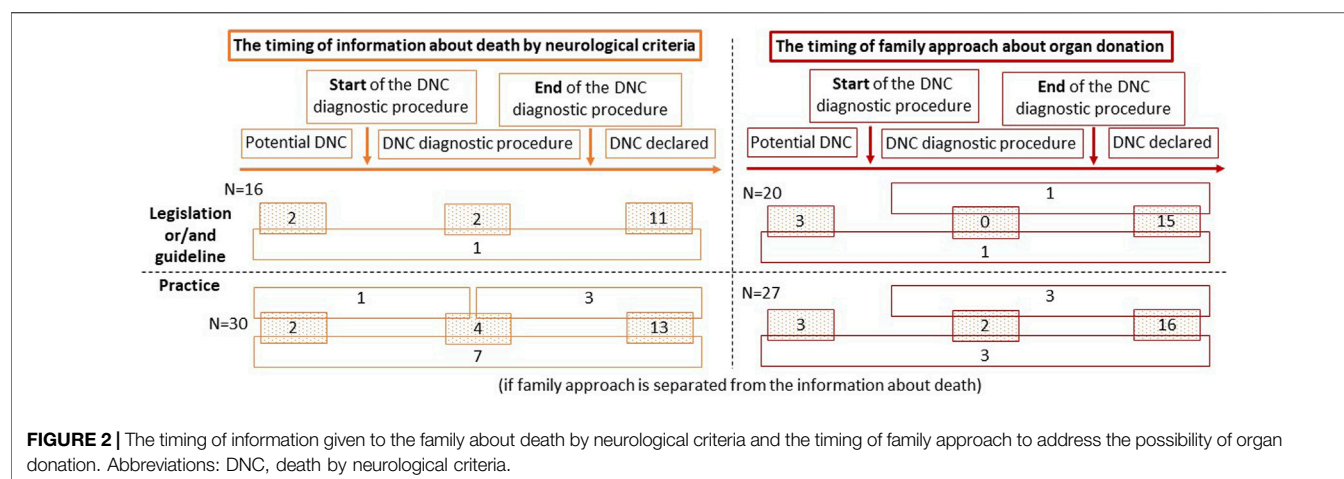 The timing of information about death by neurological criteria
The timing of family approach about organ donation
Start of the DNC
diagnostic procedure
End of the DNC
diagnostic procedure
Start of the DNC
diagnostic procedure
End of the DNC
diagnostic procedure
Potential DNC
DNC diagnostic procedure
DNC declared
Potential DNC
DNC diagnostic procedure
DNC declared
Legislation
or/and
guideline
N=16
2
2
11
1
N=20
1
3
0
15
1
Practice
N=30
1
3
2
4
13
7
N=27
3
3
2
16
3
(if family approach is separated from the information about death)
FIGURE 2 | The timing of information given to the family about death by neurological criteria and the timing of family approach to address the possibility of organ
donation. Abbreviations: DNC, death by neurological criteria.